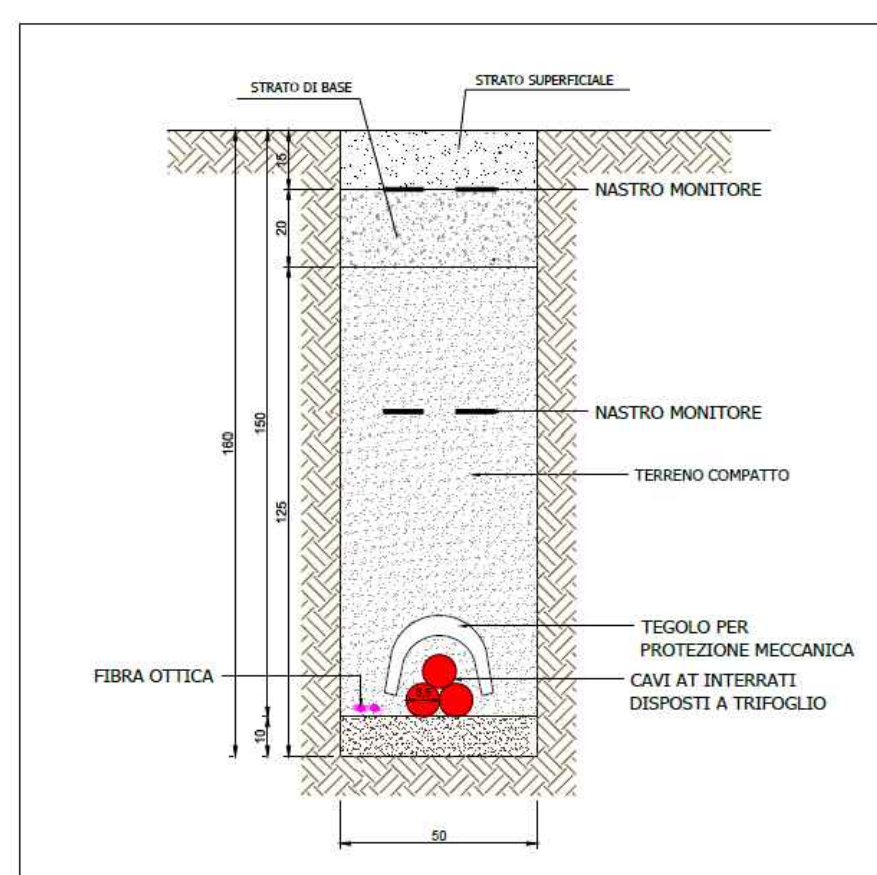 STRATO DI BASE
STRATO SUPERFICIALE
15
NASTRO MONITORE
20
NASTRO MONITORE
160
150
125
TERRENO COMPATTO
TEGOLO PER
PROTEZIONE MECCANICA
FIBRA OTTICA
CAVI AT INTERRATI
DISPOSTI A TRIFOGLIO
10
50